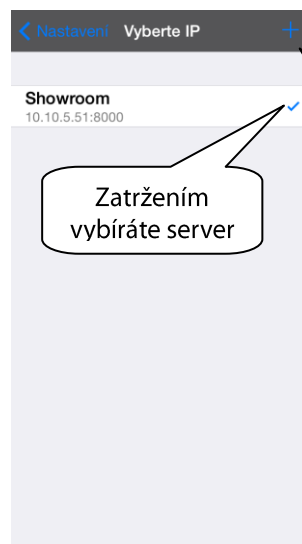 Nastavení Vyberte IP +
Showroom
10.10.5.51:8000
Zatržením
vybíráte server